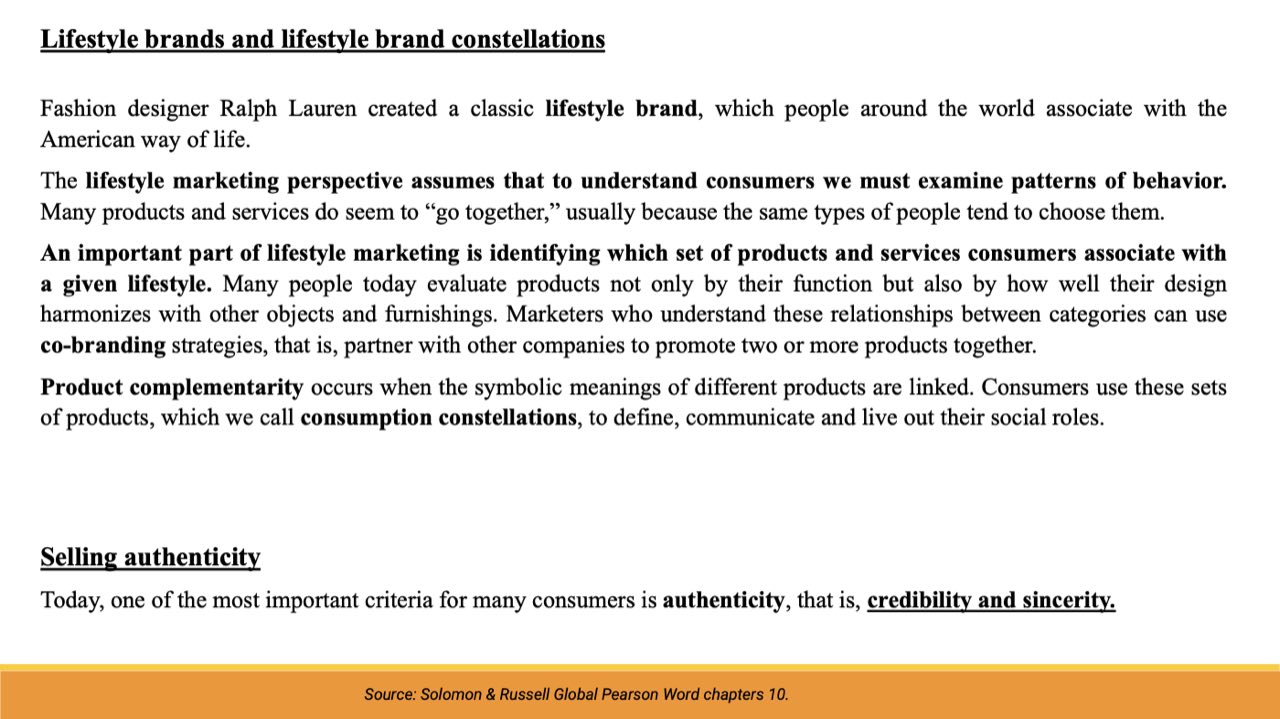 Lifestyle brands and lifestyle brand constellations
Fashion designer Ralph Lauren created a classic lifestyle brand, which people around the world associate with the
American way of life.
The lifestyle marketing perspective assumes that to understand consumers we must examine patterns of behavior.
Many products and services do seem to “go together,” usually because the same types of people tend to choose them.
An important part of lifestyle marketing is identifying which set of products and services consumers associate with
a given lifestyle. Many people today evaluate products not only by their function but also by how well their design
harmonizes with other objects and furnishings. Marketers who understand these relationships between categories can use
co-branding strategies, that is, partner with other companies to promote two or more products together.
Product complementarity occurs when the symbolic meanings of different products are linked. Consumers use these sets
of products, which we call consumption constellations, to define, communicate and live out their social roles.
Selling authenticity
Today, one of the most important criteria for many consumers is authenticity, that is, credibility and sincerity.
Source: Solomon & Russell Global Pearson Word chapters 10.